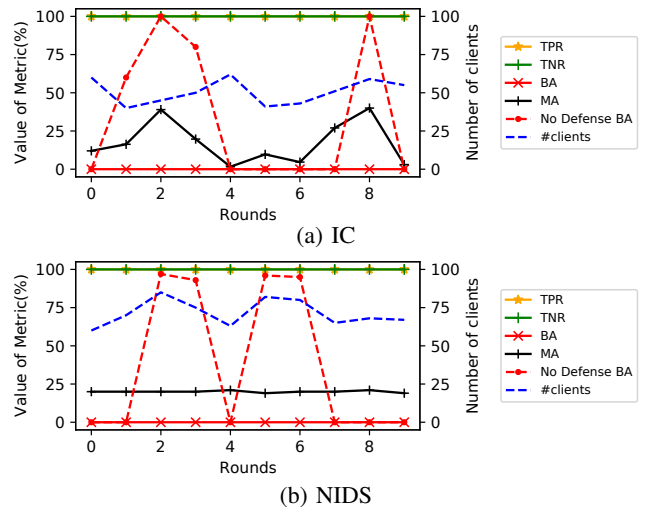 100
75
50
25
0
Value of Metric(%)
0 2 4 6 8
Rounds
100
75
50
25
0
Number of clients
TPR
TNR
BA
MA
No Defense BA
#clients
(a) IC
100
75
50
25
0
Value of Metric(%)
0 2 4 6 8
Rounds
100
75
50
25
0
Number of clients
TPR
TNR
BA
MA
No Defense BA
#clients
(b) NIDS